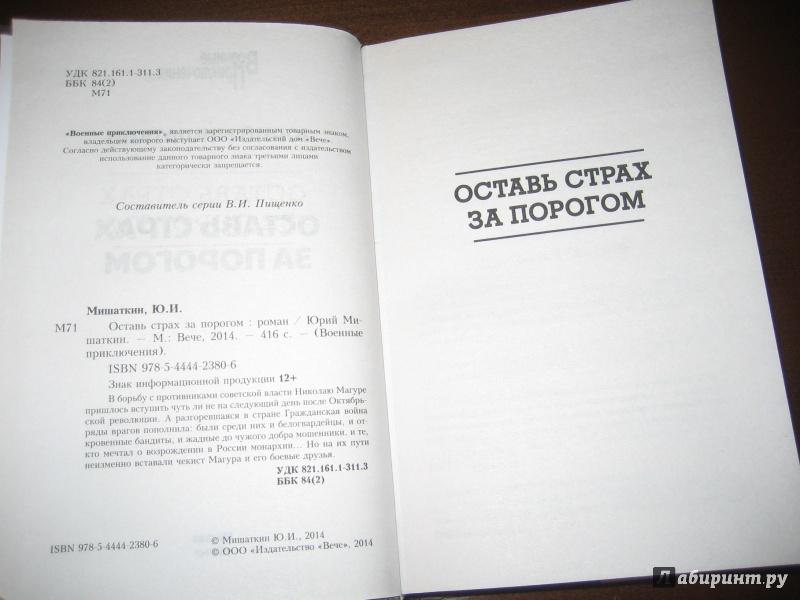 УДК 821.161.1-311.3
ББК 84(2)
М71
«Военные приключения», является зарегистрированным товарным знаком,
владельцем которого выступает ООО «Издательский дом «Вече».
Согласно действующему законодательству без согласования с издательством
использование данного товарного знака третьими лицами
категорически запрещается.
Составитель серии В.И. Пищенко
Мишаткин, Ю.И.
М71
Оставь страх за порогом : роман / Юрий Ми-
шаткин. — М.: Вече, 2014. — 416 с. — (Военные
приключения).
ISBN 978-5-4444-2380-6
Знак информационной продукции 12+
В борьбу с противниками советской власти Николаю Магуре
пришлось вступить чуть ли не на следующий день после Октябрь-
ской революции. А разгоревшаяся в стране Гражданская война
ряды врагов пополнила: были среди них и белогвардейцы, и от-
кровенные бандиты, и жадные до чужого добра мошенники, и те,
кто мечтал о возрождении в России монархии... Но на их пути
неизменно вставали чекист Магура и его боевые друзья.
УДК 821.161.1-311.3
ББК 84(2)
ISBN 978-5-4444-2380-6
© Мишаткин Ю.И., 2014
© ООО «Издательство «Вече», 2014
ОСТАВЬ СТРАХ
ЗА ПОРОГОМ
Лабиринт.ру